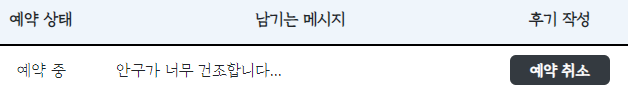 예약 상태 남기는 메시지 후기 작성
예약 중 안구가 너무 건조합니다... 예약 취소